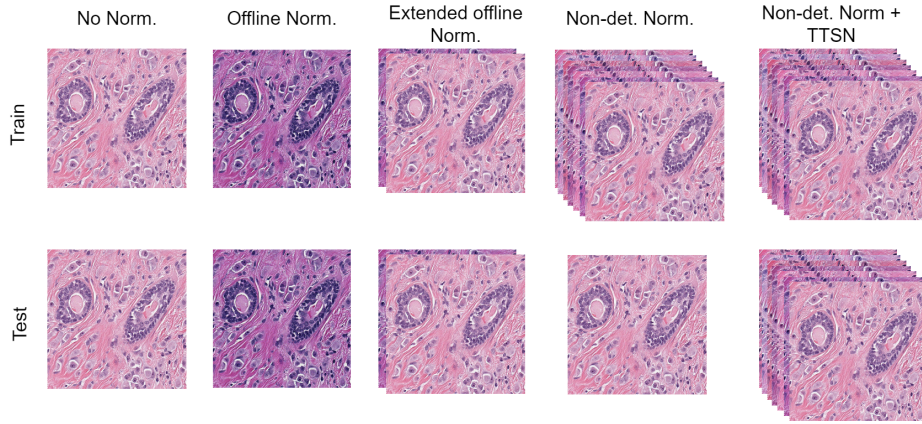 No Norm.
Offline Norm.
Extended offline
Norm.
Non-det. Norm.
Non-det. Norm +
TTSN
Train
Test